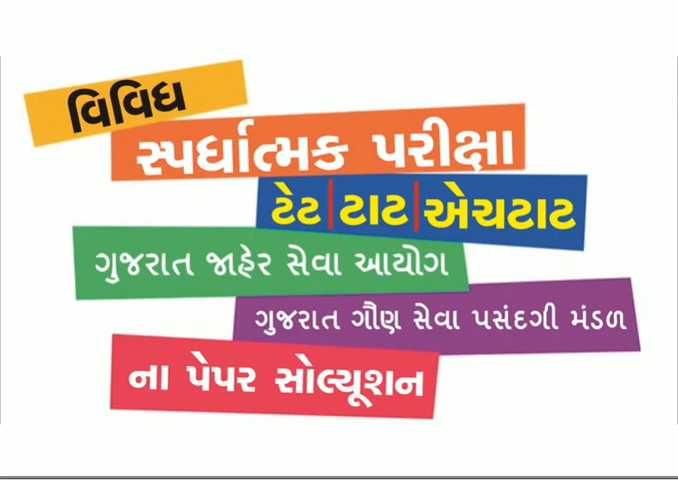 વિવિધ
સ્પર્ધાત્મક પરીક્ષા
ટેટ|ટાટ|એચટાટ
ગુજરાત જાહેર સેવા આયોગ
ગુજરાત ગૌણ સેવા પસંદગી મંડળ
ના પેપર સોલ્યૂશન